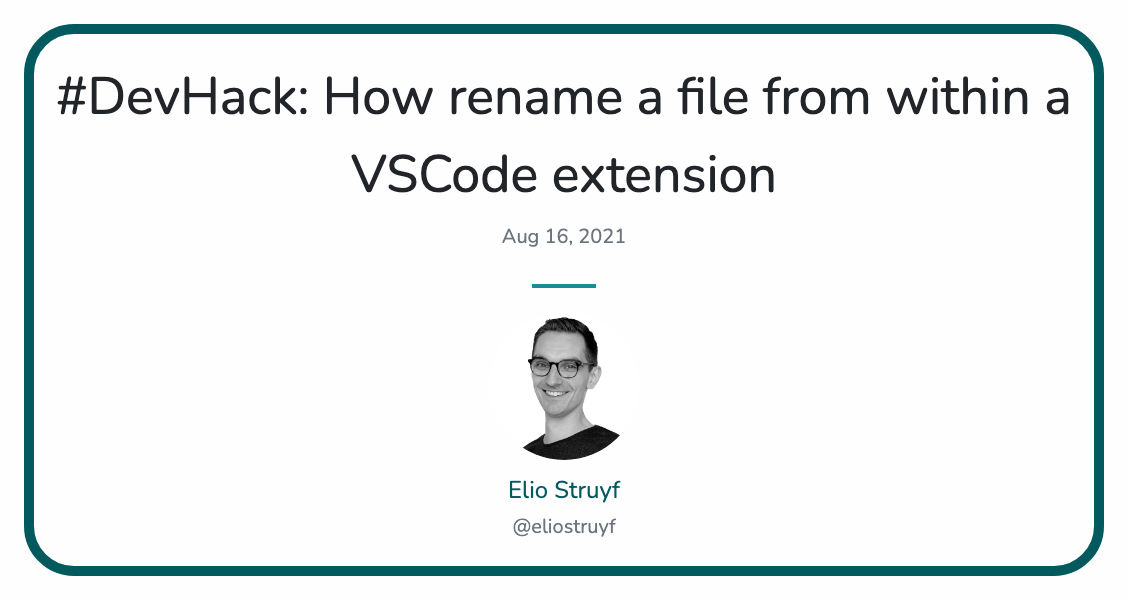 #DevHack: How rename a file from within a
VSCode extension
Aug 16, 2021
Elio Struyf
@eliostruyf